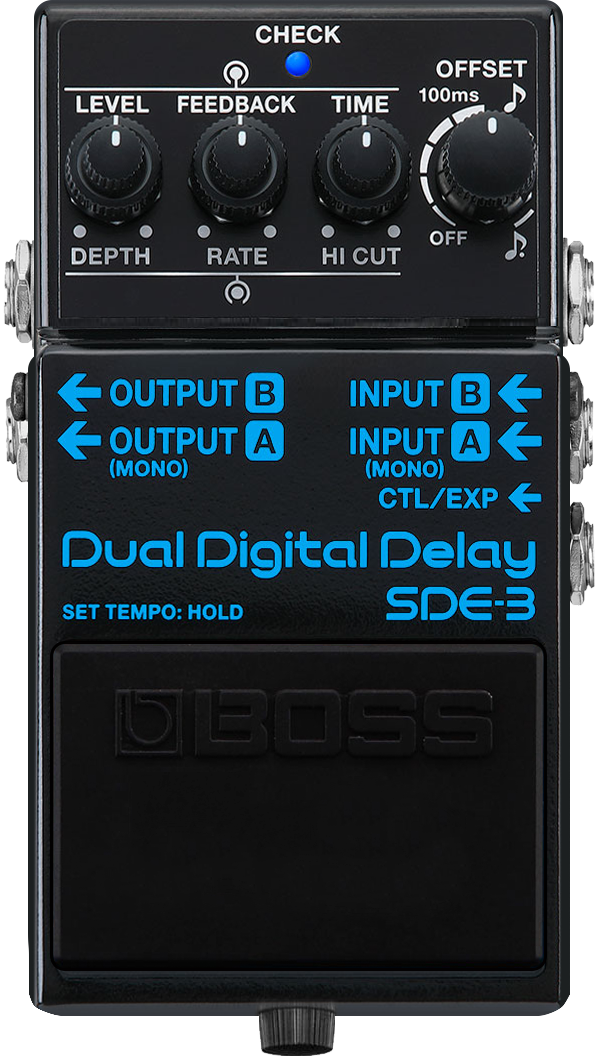 CHECK
OFFSET
LEVEL FEEDBACK TIME
100ms ♪
DEPTH RATE HI CUT
OFF ♪.
← OUTPUT B INPUT B ←
← OUTPUT A INPUT A ←
(MONO) (MONO)
CTL/EXP ←
Dual Digital Delay
SDE-3
SET TEMPO: HOLD
BOSS